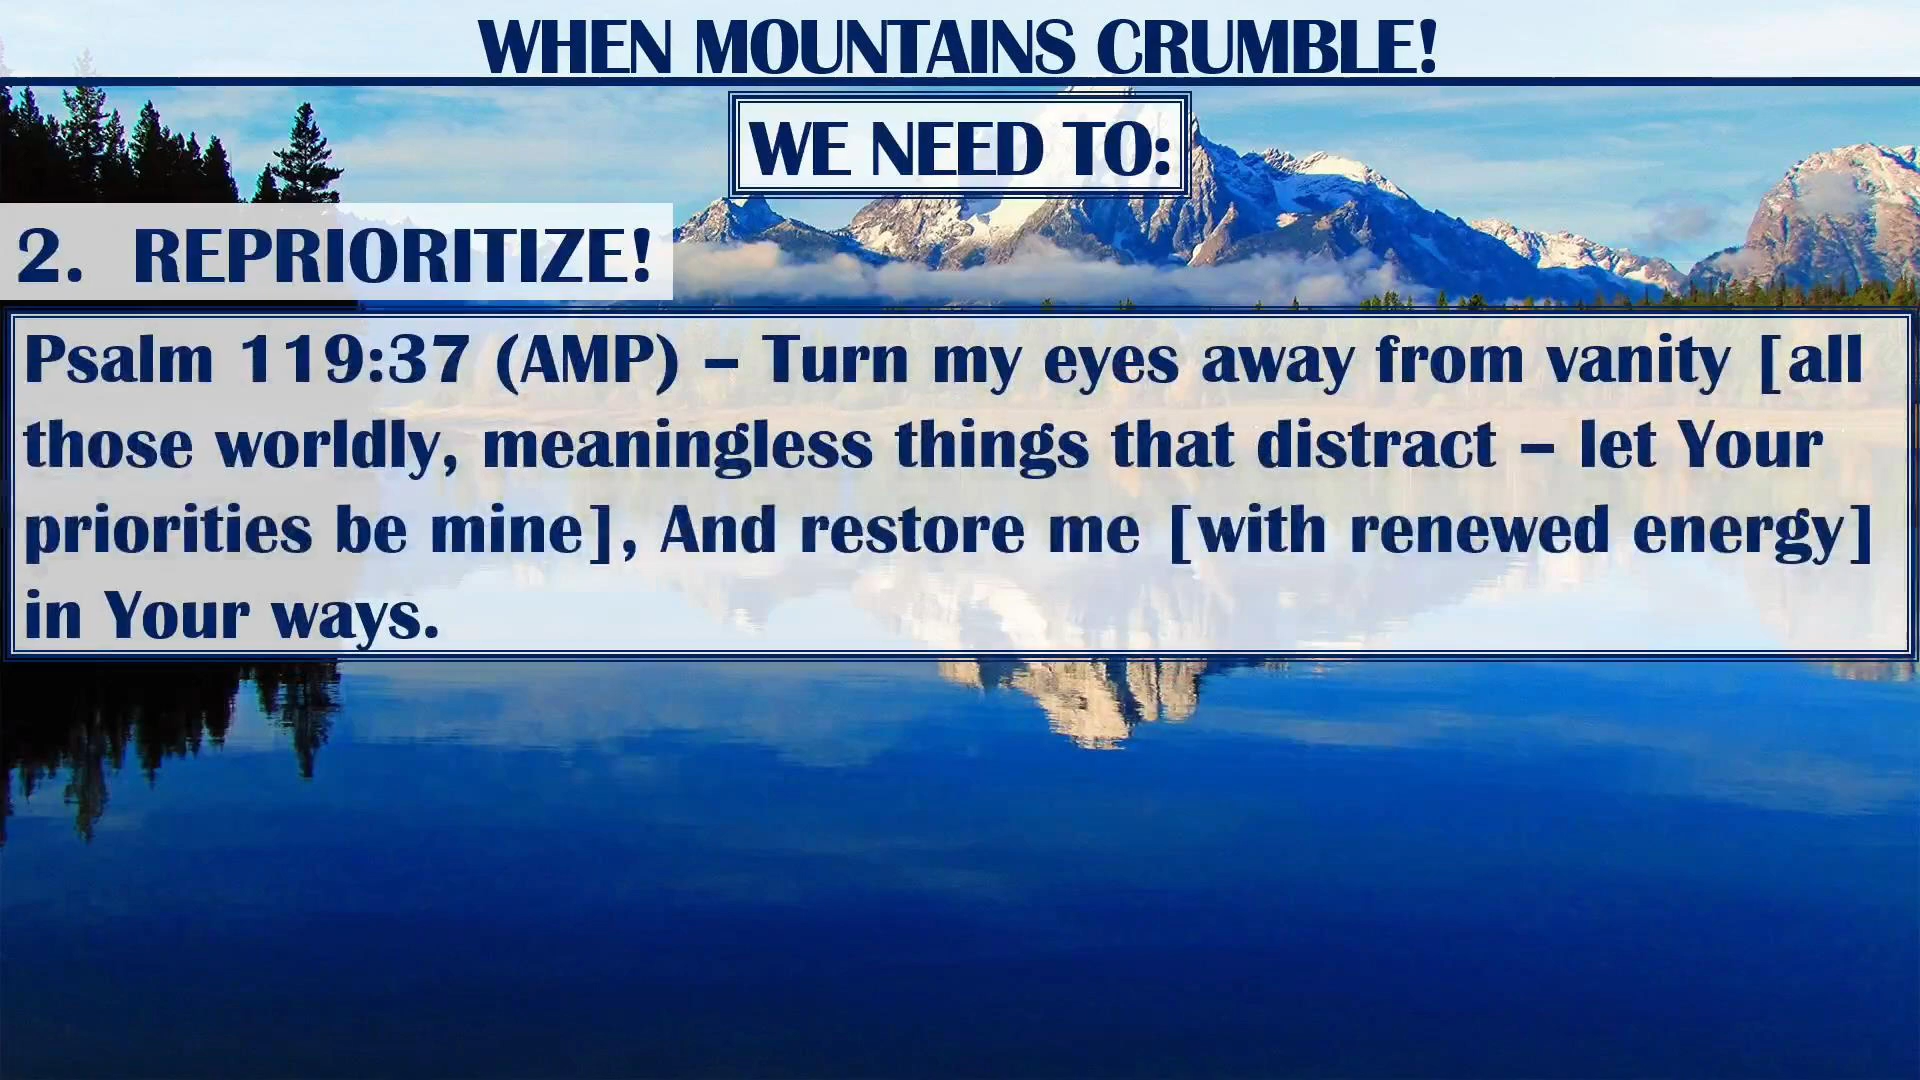 WHEN MOUNTAINS CRUMBLE!
WE NEED TO:
2. REPRIORITIZE!
Psalm 119:37 (AMP) – Turn my eyes away from vanity [all
those worldly, meaningless things that distract – let Your
priorities be mine], And restore me [with renewed energy]
in Your ways.